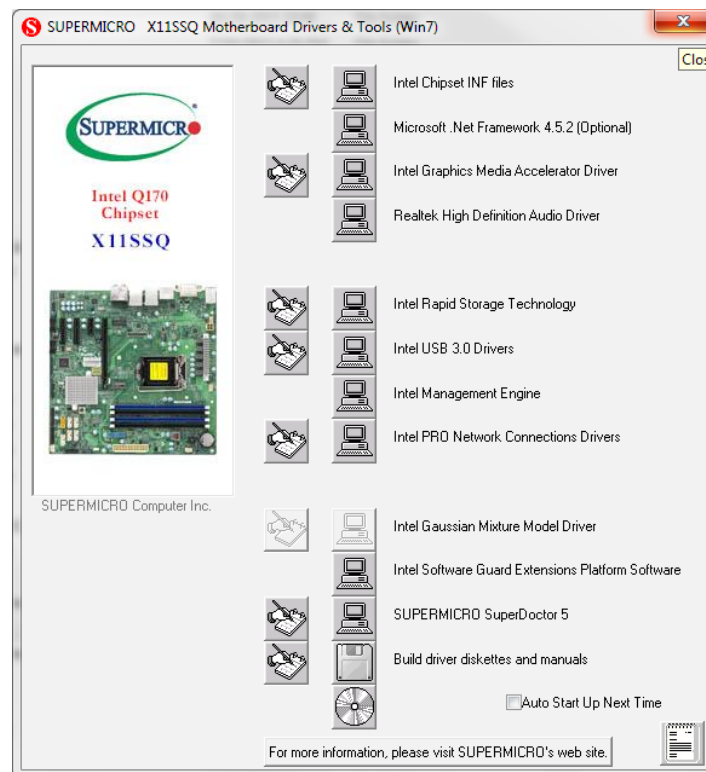 SUPERMICRO X11SSQ Motherboard Drivers & Tools (Win7)
Clos
SUPERMICRO
Intel Q170
Chipset
X11SSQ
SUPERMICRO Computer Inc.
Intel Chipset INF files
Microsoft .Net Framework 4.5.2 (Optional)
Intel Graphics Media Accelerator Driver
Realtek High Definition Audio Driver
Intel Rapid Storage Technology
Intel USB 3.0 Drivers
Intel Management Engine
Intel PRO Network Connections Drivers
Intel Gaussian Mixture Model Driver
Intel Software Guard Extensions Platform Software
SUPERMICRO SuperDoctor 5
Build driver diskettes and manuals
Auto Start Up Next Time
For more information, please visit SUPERMICRO's web site.